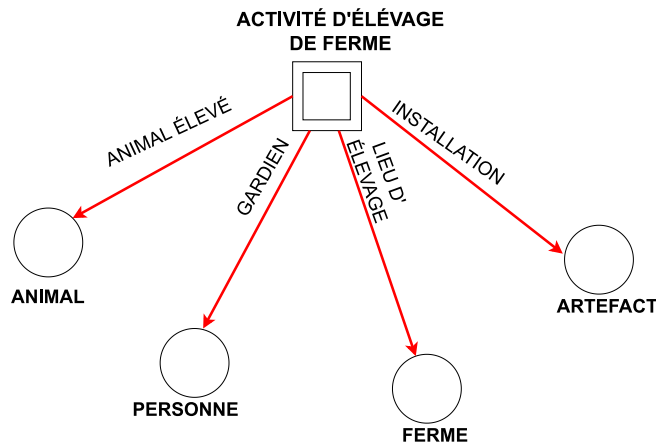 ACTIVITÉ D'ÉLÉVAGE
DE FERME
ANIMAL ÉLEVÉ
GARDIEN
LIEU D'
ÉLEVAGE
INSTALLATION
ANIMAL
ARTEFACT
PERSONNE
FERME